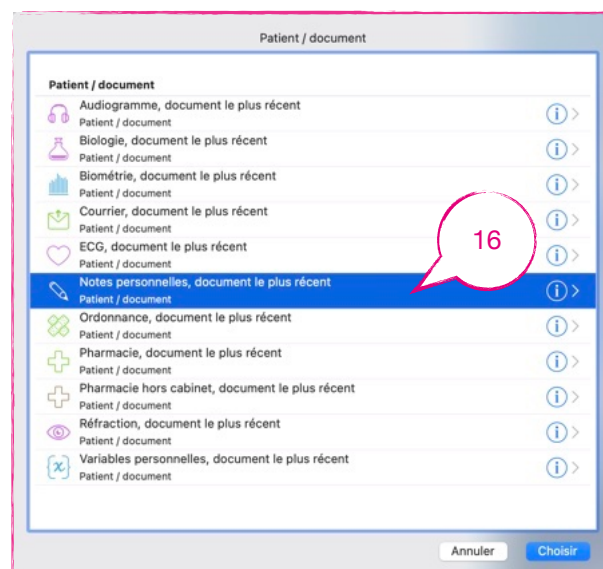 Patient / document
Patient / document
Audiogramme, document le plus récent
Patient / document
Biologie, document le plus récent
Patient / document
Biométrie, document le plus récent
Patient / document
Courrier, document le plus récent
Patient / document
16
ECG, document le plus récent
Patient / document
Notes personnelles, document le plus récent
Patient / document
Ordonnance, document le plus récent
Patient / document
Pharmacie, document le plus récent
Patient / document
Pharmacie hors cabinet, document le plus récent
Patient / document
Réfraction, document le plus récent
Patient / document
Variables personnelles, document le plus récent
Patient / document
Annuler Choisir